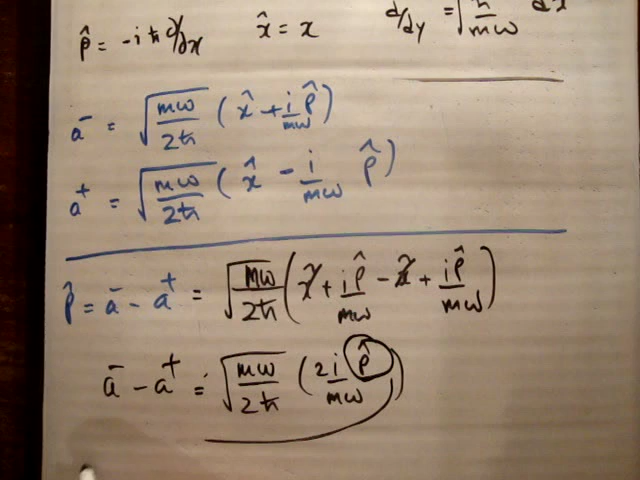 p̂ = -iħ d/dx   x̂ = x   d/dy = √(ħ/mω) d/dx
a⁻ = √(mω/2ħ) ( x̂ + i/mω p̂ )
a⁺ = √(mω/2ħ) ( x̂ - i/mω p̂ )
p̂ = a⁻ - a⁺ = √(mω/2ħ) ( x̂ + ip̂/mω - x̂ + ip̂/mω )
a⁻ - a⁺ = √(mω/2ħ) ( 2i p̂/mω )